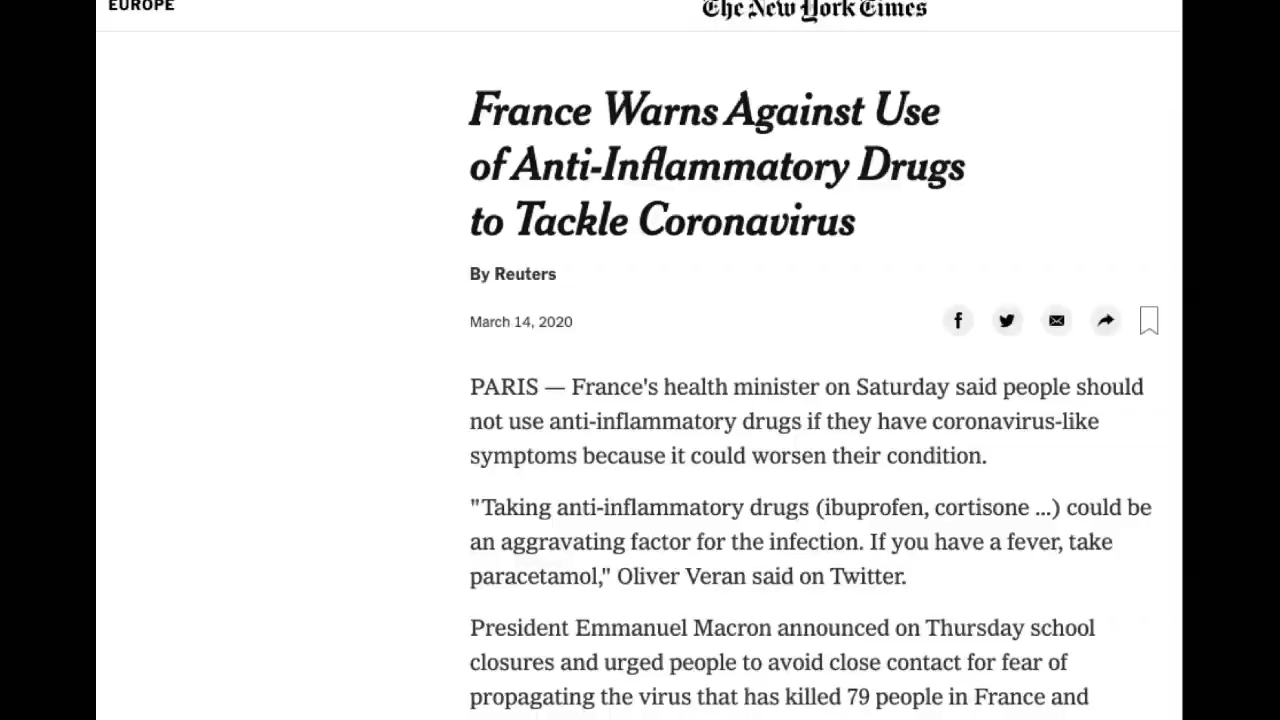 EUROPE
The New York Times
France Warns Against Use
of Anti-Inflammatory Drugs
to Tackle Coronavirus
By Reuters
March 14, 2020
PARIS — France's health minister on Saturday said people should
not use anti-inflammatory drugs if they have coronavirus-like
symptoms because it could worsen their condition.
"Taking anti-inflammatory drugs (ibuprofen, cortisone ...) could be
an aggravating factor for the infection. If you have a fever, take
paracetamol," Oliver Veran said on Twitter.
President Emmanuel Macron announced on Thursday school
closures and urged people to avoid close contact for fear of
propagating the virus that has killed 79 people in France and